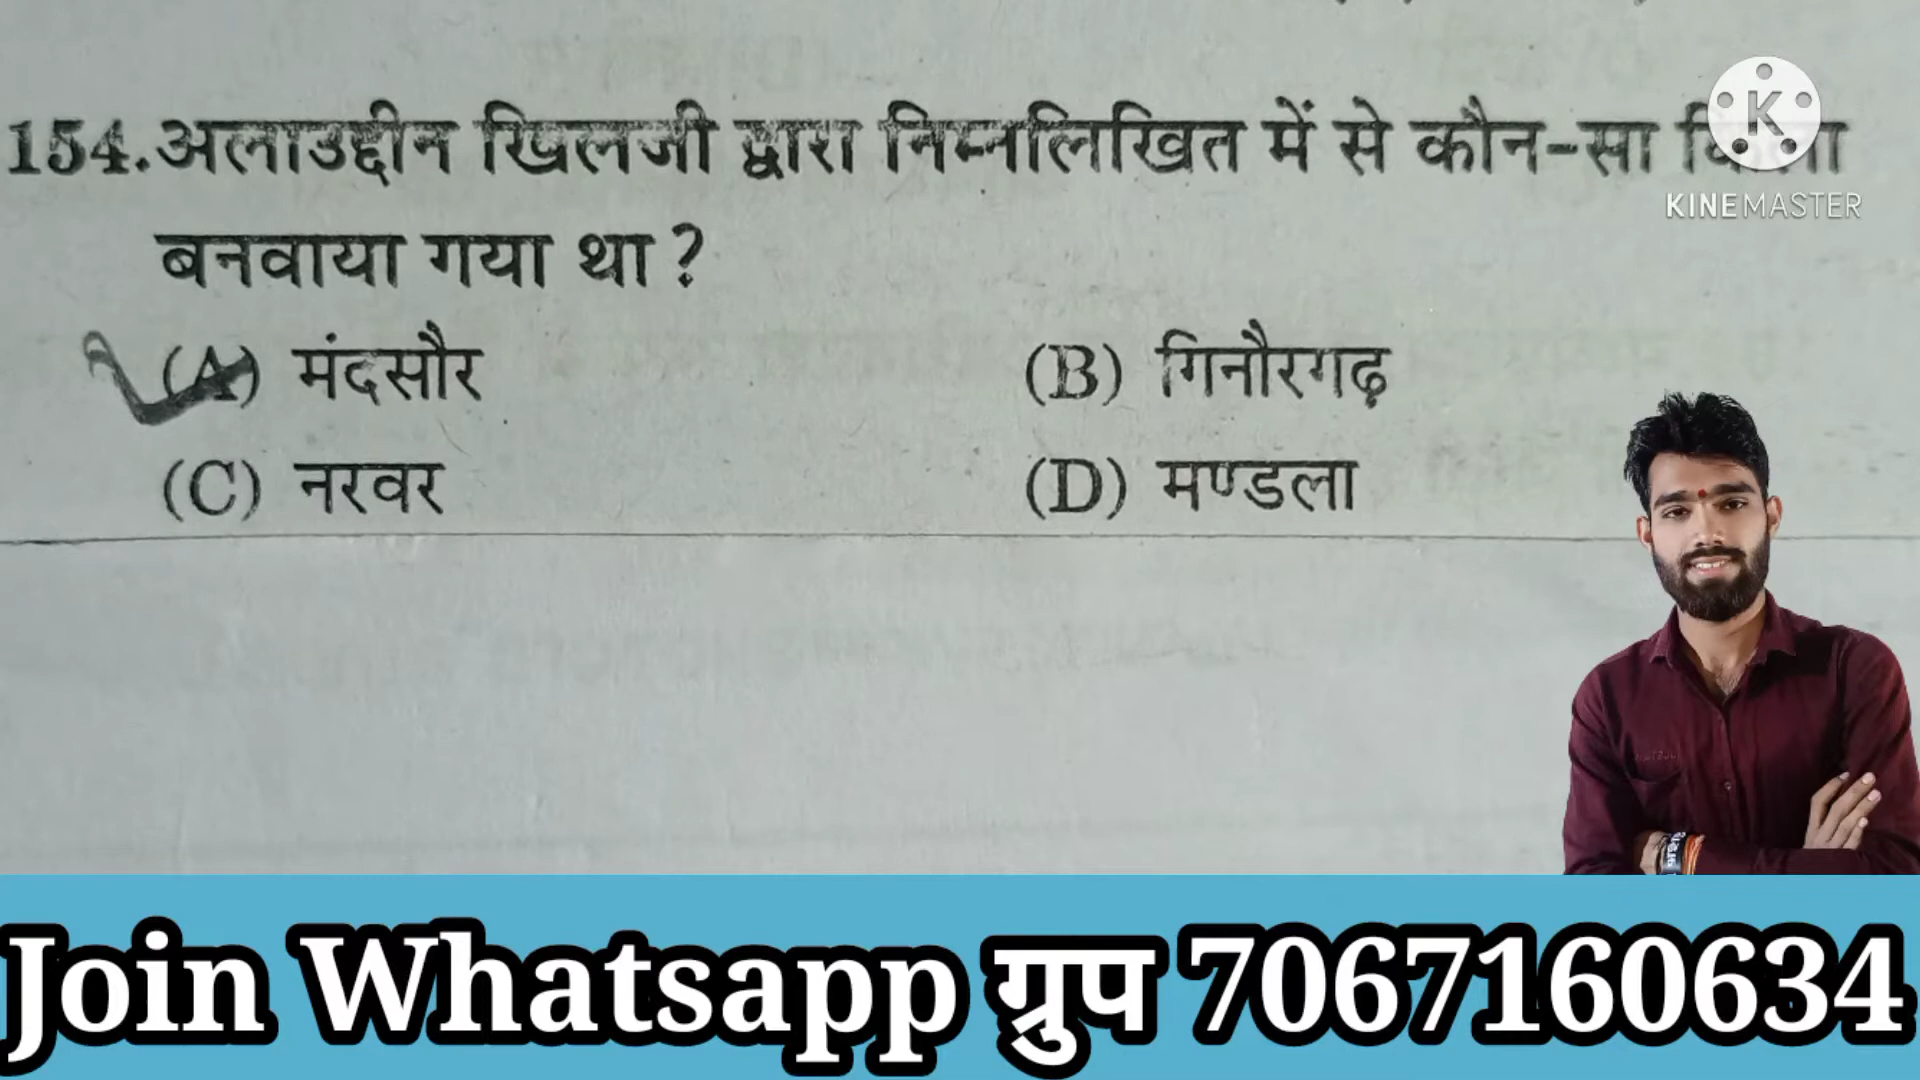 154.अलाउद्दीन खिलजी द्वारा निम्नलिखित में से कौन-सा
K
KINEMASTER
बनवाया गया था ?
(A) मंदसौर (B) गिनौरगढ़
(C) नरवर (D) मण्डला
Join Whatsapp ग्रुप 7067160634